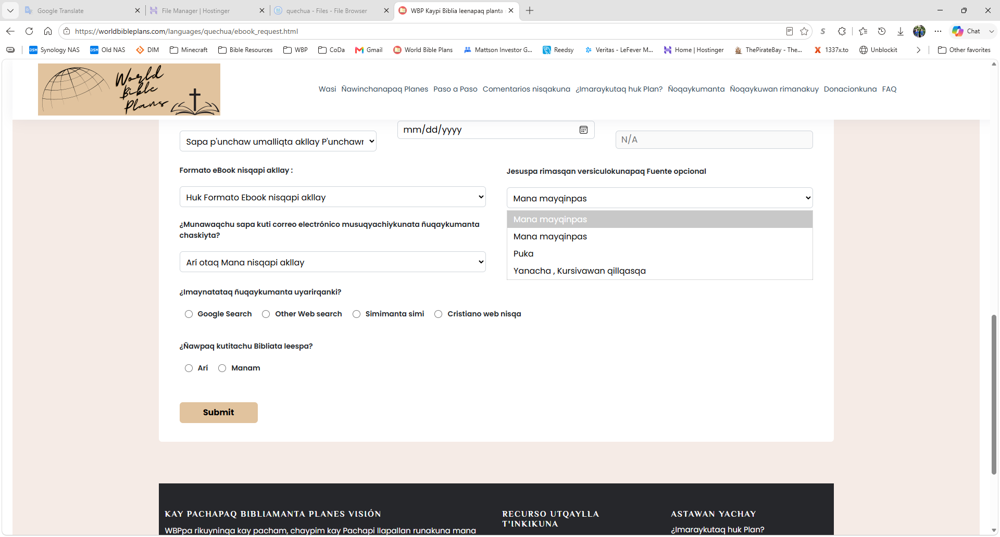 Google Translate
File Manager | Hostinger
quechua - Files - File Browser
WBP Kaypi Biblia leenapaq planta
https://worldbibleplans.com/languages/quechua/ebook_request.html
Chat
Synology NAS
Old NAS
DIM
Minecraft
Bible Resources
WBP
CoDa
Gmail
World Bible Plans
Mattson Investor G...
Reedsy
Veritas - LeFever M...
Home | Hostinger
ThePirateBay - The...
1337x.to
Unblockit
Other favorites
World
Bible
Plans
Wasi Ñawinchanapaq Planes Paso a Paso Comentarios nisqakuna ¿Imaraykutaq huk Plan? Ñoqaykumanta Ñoqaykuwan rimanakuy Donacionkuna FAQ
Sapa p'unchaw umalliqta akllay P'unchawr
mm/dd/yyyy
N/A
Formato eBook nisqapi akllay :
Huk Formato Ebook nisqapi akllay
Jesuspa rimasqan versiculokunapaq Fuente opcional
Mana mayqinpas
Mana mayqinpas
Mana mayqinpas
Puka
Yanacha , Kursivawan qillqasqa
¿Munawaqchu sapa kuti correo electrónico musuqyachiykunata ñuqaykumanta
chaskiyta?
Arí otaq Mana nisqapi akllay
¿Imaynatataq ñuqaykumanta uyarirqanki?
Google Search Other Web search Simimanta simi Cristiano web nisqa
¿Ñawpaq kutitachu Bibliata leespa?
Arí Manam
Submit
KAY PACHAPAQ BIBLIAMANTA PLANES VISIÓN
WBPpa rikuyninqa kay pacham, chaypim kay Pachapi llapallan runakuna mana
RECURSO UTQAYLLA
T'INKIKUNA
ASTAWAN YACHAY
¿Imaraykutaq huk Plan?